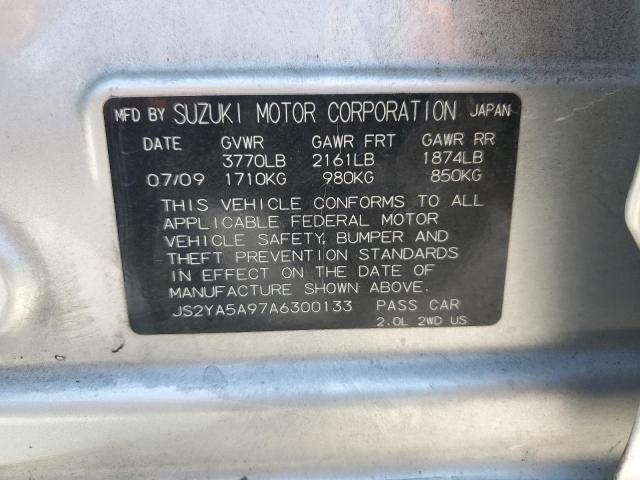 MFD BY SUZUKI MOTOR CORPORATION JAPAN
DATE GVWR GAWR FRT GAWR RR
3770LB 2161LB 1874LB
07/09 1710KG 980KG 850KG
THIS VEHICLE CONFORMS TO ALL
APPLICABLE FEDERAL MOTOR
VEHICLE SAFETY, BUMPER AND
THEFT PREVENTION STANDARDS
IN EFFECT ON THE DATE OF
MANUFACTURE SHOWN ABOVE.
JS2YA5A97A6300133 PASS CAR
2.0L 2WD US